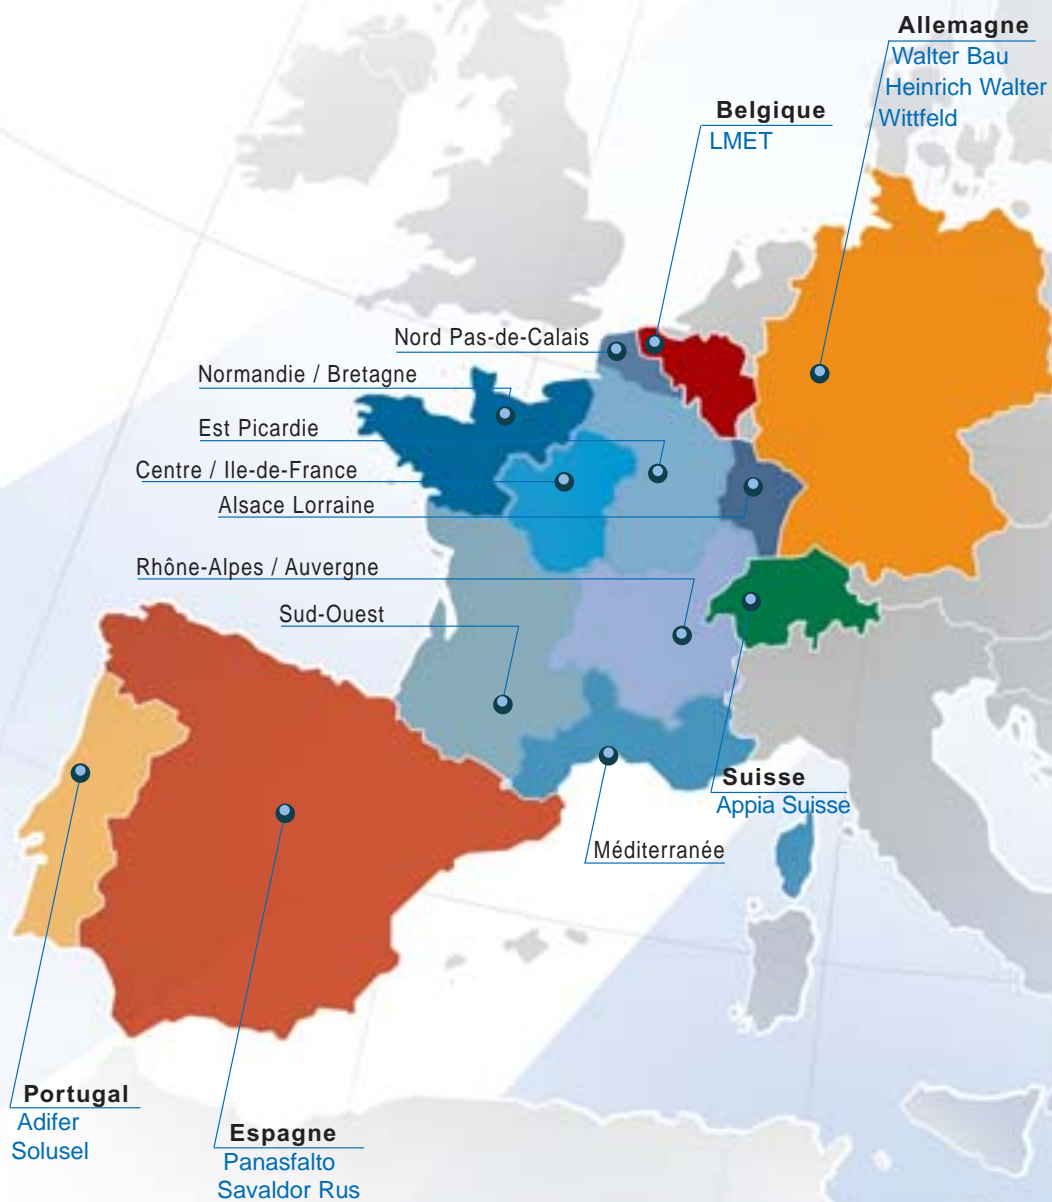 Allemagne
Walter Bau
Heinrich Walter
Wittfeld
Belgique
LMET
Nord Pas-de-Calais
Normandie / Bretagne
Est Picardie
Centre / Ile-de-France
Alsace Lorraine
Rhône-Alpes / Auvergne
Sud-Ouest
Suisse
Appia Suisse
Méditerranée
Portugal
Adifer
Solusel
Espagne
Panasfalto
Savaldor Rus